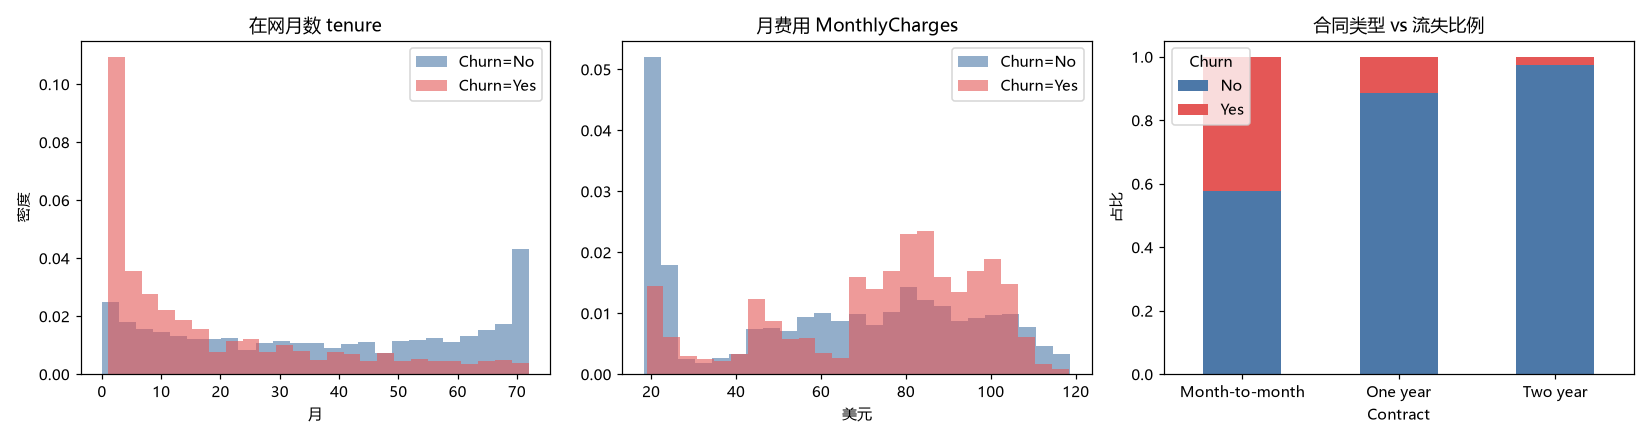 在网月数 tenure
Churn=No
Churn=Yes
0.10
0.08
0.06
0.04
0.02
0.00
密度
0 10 20 30 40 50 60 70
月
月费用 MonthlyCharges
Churn=No
Churn=Yes
0.05
0.04
0.03
0.02
0.01
0.00
20 40 60 80 100 120
美元
合同类型 vs 流失比例
Churn
No
Yes
1.0
0.8
0.6
0.4
0.2
0.0
占比
Month-to-month One year Two year
Contract